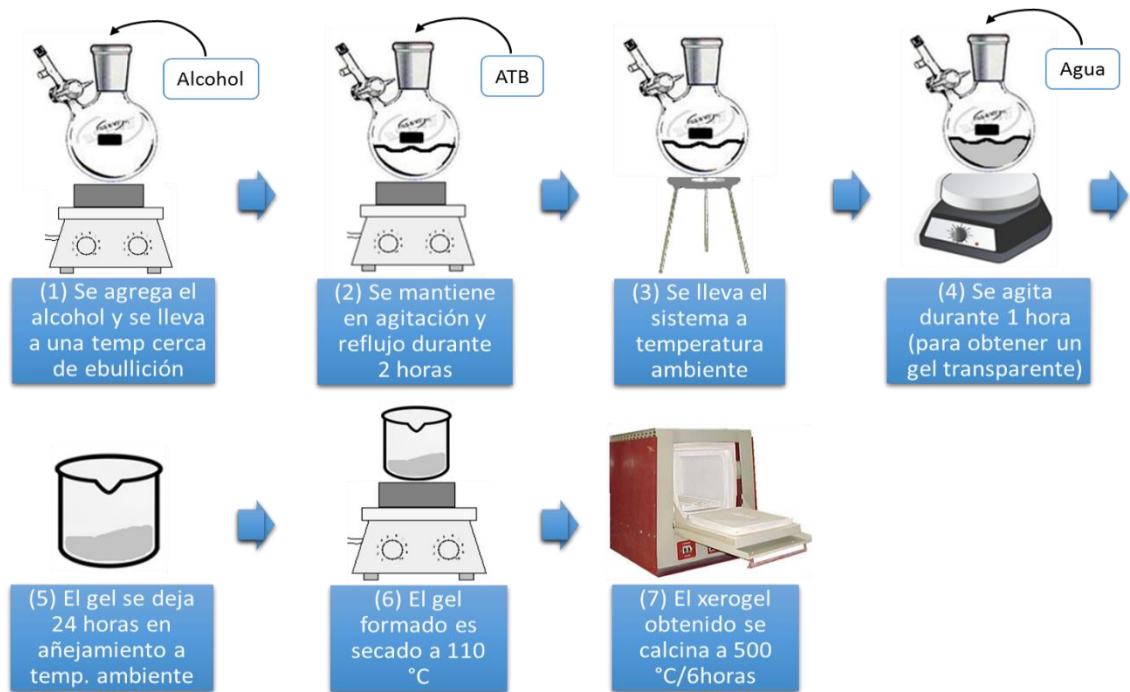 Alcohol
ATB
Agua
(1) Se agrega el
alcohol y se lleva
a una temp cerca
de ebullición
(2) Se mantiene
en agitación y
reflujo durante
2 horas
(3) Se lleva el
sistema a
temperatura
ambiente
(4) Se agita
durante 1 hora
(para obtener un
gel transparente)
(5) El gel se deja
24 horas en
añejamiento a
temp. ambiente
(6) El gel
formado es
secado a 110
°C
(7) El xerogel
obtenido se
calcina a 500
°C/6horas